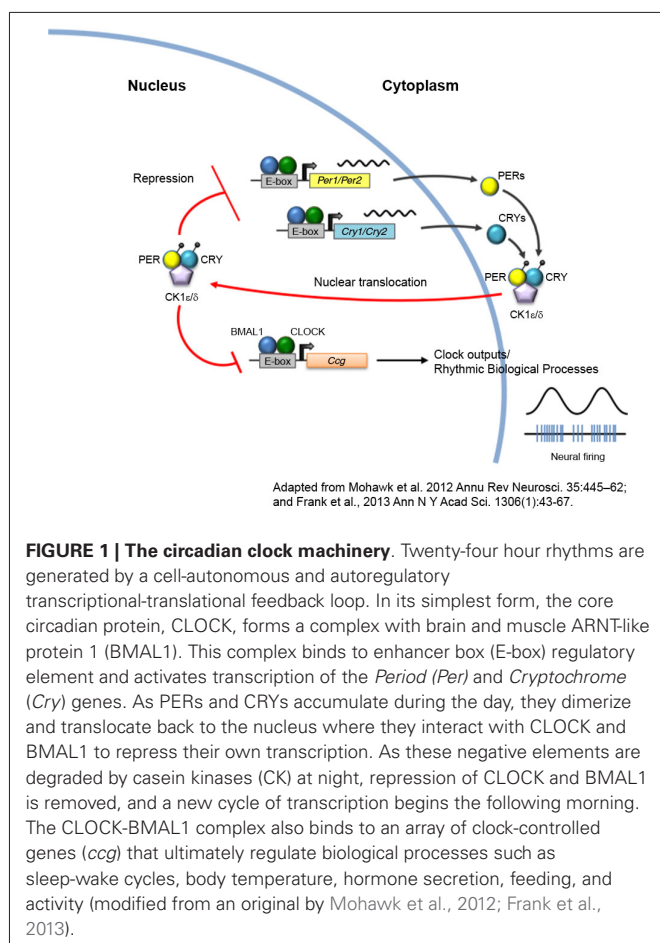 Nucleus
Cytoplasm
Repression
E-box
Per1/Per2
PERs
CRYs
E-box
Cry1/Cry2
PER
CRY
CK1ε/δ
Nuclear translocation
PER
CRY
CK1ε/δ
BMAL1
CLOCK
E-box
Ccg
Clock outputs/
Rhythmic Biological Processes
Neural firing
Adapted from Mohawk et al. 2012 Annu Rev Neurosci. 35:445–62;
and Frank et al., 2013 Ann N Y Acad Sci. 1306(1):43-67.
FIGURE 1 | The circadian clock machinery. Twenty-four hour rhythms are
generated by a cell-autonomous and autoregulatory
transcriptional-translational feedback loop. In its simplest form, the core
circadian protein, CLOCK, forms a complex with brain and muscle ARNT-like
protein 1 (BMAL1). This complex binds to enhancer box (E-box) regulatory
element and activates transcription of the Period (Per) and Cryptochrome
(Cry) genes. As PERs and CRYs accumulate during the day, they dimerize
and translocate back to the nucleus where they interact with CLOCK and
BMAL1 to repress their own transcription. As these negative elements are
degraded by casein kinases (CK) at night, repression of CLOCK and BMAL1
is removed, and a new cycle of transcription begins the following morning.
The CLOCK-BMAL1 complex also binds to an array of clock-controlled
genes (ccg) that ultimately regulate biological processes such as
sleep-wake cycles, body temperature, hormone secretion, feeding, and
activity (modified from an original by Mohawk et al., 2012; Frank et al.,
2013).